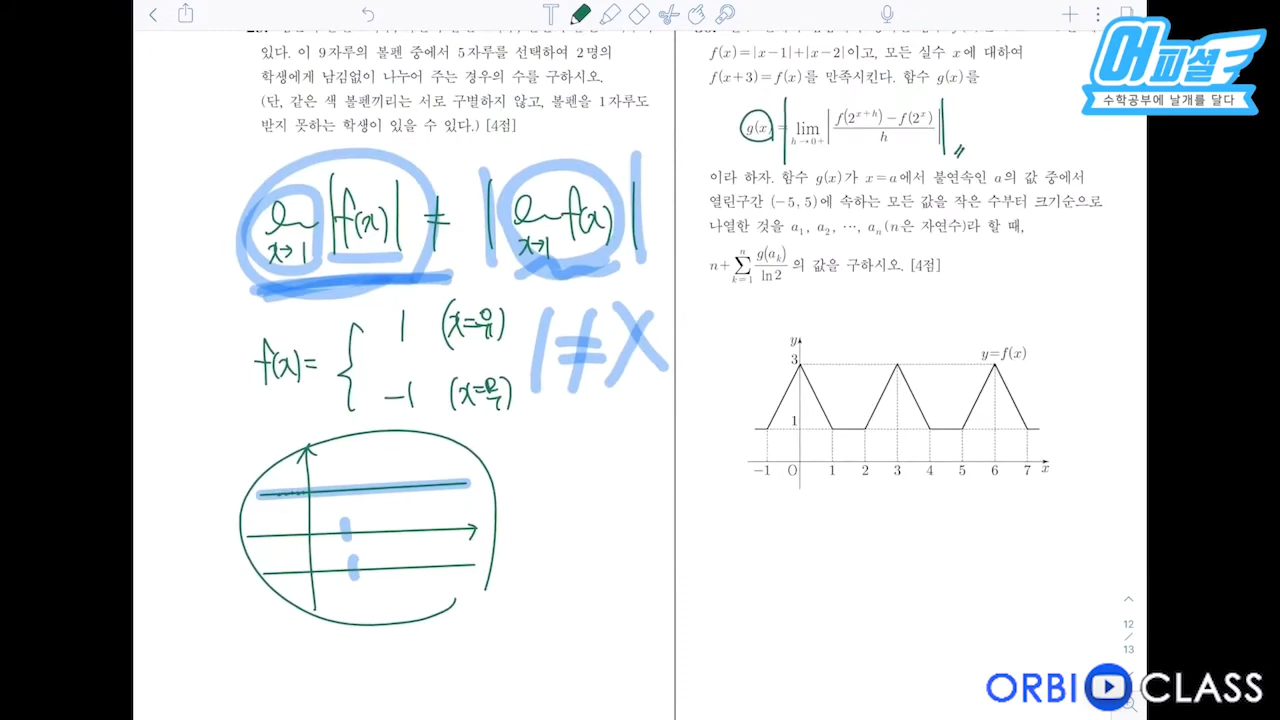 있다. 이 9자루의 볼펜 중에서 5자루를 선택하여 2명의
학생에게 남김없이 나누어 주는 경우의 수를 구하시오.
(단, 같은 색 볼펜끼리는 서로 구별하지 않고, 볼펜을 1자루도
받지 못하는 학생이 있을 수 있다.) [4점]
lim x→1 |f(x)| ≠ | lim x→1 f(x) |
f(x)= { 1 (x=유)
-1 (x=무)
1≠X
f(x)=|x-1|+|x-2|이고, 모든 실수 x에 대하여
f(x+3)=f(x)를 만족시킨다. 함수 g(x)를
g(x)=| lim h→0+ | f(2^{x+h})-f(2^x) / h | |
이라 하자. 함수 g(x)가 x=a에서 불연속인 a의 값 중에서
열린구간 (-5, 5)에 속하는 모든 값을 작은 수부터 크기순으로
나열한 것을 a₁, a₂, ⋯, aₙ (n은 자연수)라 할 때,
n+ ∑ k=1 n g(aₖ) / ln2 의 값을 구하시오. [4점]
y
3
y=f(x)
1
-1 O 1 2 3 4 5 6 7 x
어피셜
수학공부에 날개를 달다
12
/
13
ORBI CLASS